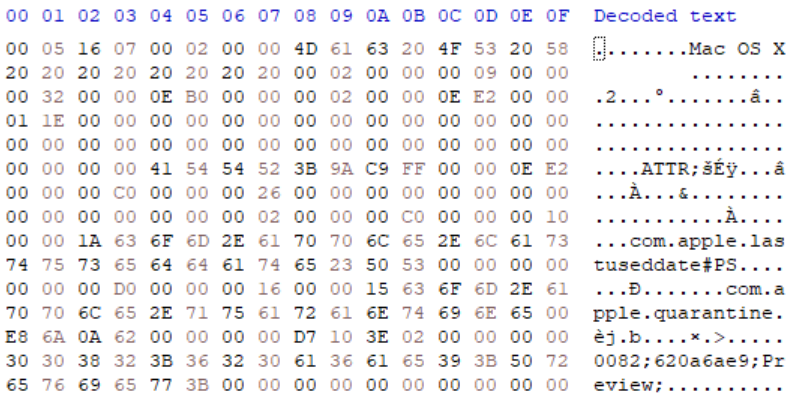 00 01 02 03 04 05 06 07 08 09 0A 0B 0C 0D 0E 0F Decoded text
00 05 16 07 00 02 00 00 4D 61 63 20 4F 53 20 58 ........Mac OS X
20 20 20 20 20 20 20 20 00 02 00 00 00 09 00 00         ........
00 32 00 00 0E B0 00 00 00 02 00 00 0E E2 00 00 .2...°.......â..
01 1E 00 00 00 00 00 00 00 00 00 00 00 00 00 00 ................
00 00 00 00 00 00 00 00 00 00 00 00 00 00 00 00 ................
00 00 00 00 41 54 54 52 3B 9A C9 FF 00 00 0E E2 ....ATTR;šÉÿ...â
00 00 00 C0 00 00 00 26 00 00 00 00 00 00 00 00 ...À...&........
00 00 00 00 00 00 00 02 00 00 00 C0 00 00 00 10 ...........À....
00 00 1A 63 6F 6D 2E 61 70 70 6C 65 2E 6C 61 73 ...com.apple.las
74 75 73 65 64 64 61 74 65 23 50 53 00 00 00 00 tuseddate#PS....
00 00 00 D0 00 00 00 16 00 00 15 63 6F 6D 2E 61 ...Ð.......com.a
70 70 6C 65 2E 71 75 61 72 61 6E 74 69 6E 65 00 pple.quarantine.
E8 6A 0A 62 00 00 00 00 D7 10 3E 02 00 00 00 00 èj.b....×.>.....
30 30 38 32 3B 36 32 30 61 36 61 65 39 3B 50 72 0082;620a6ae9;Pr
65 76 69 65 77 3B 00 00 00 00 00 00 00 00 00 00 eview;..........